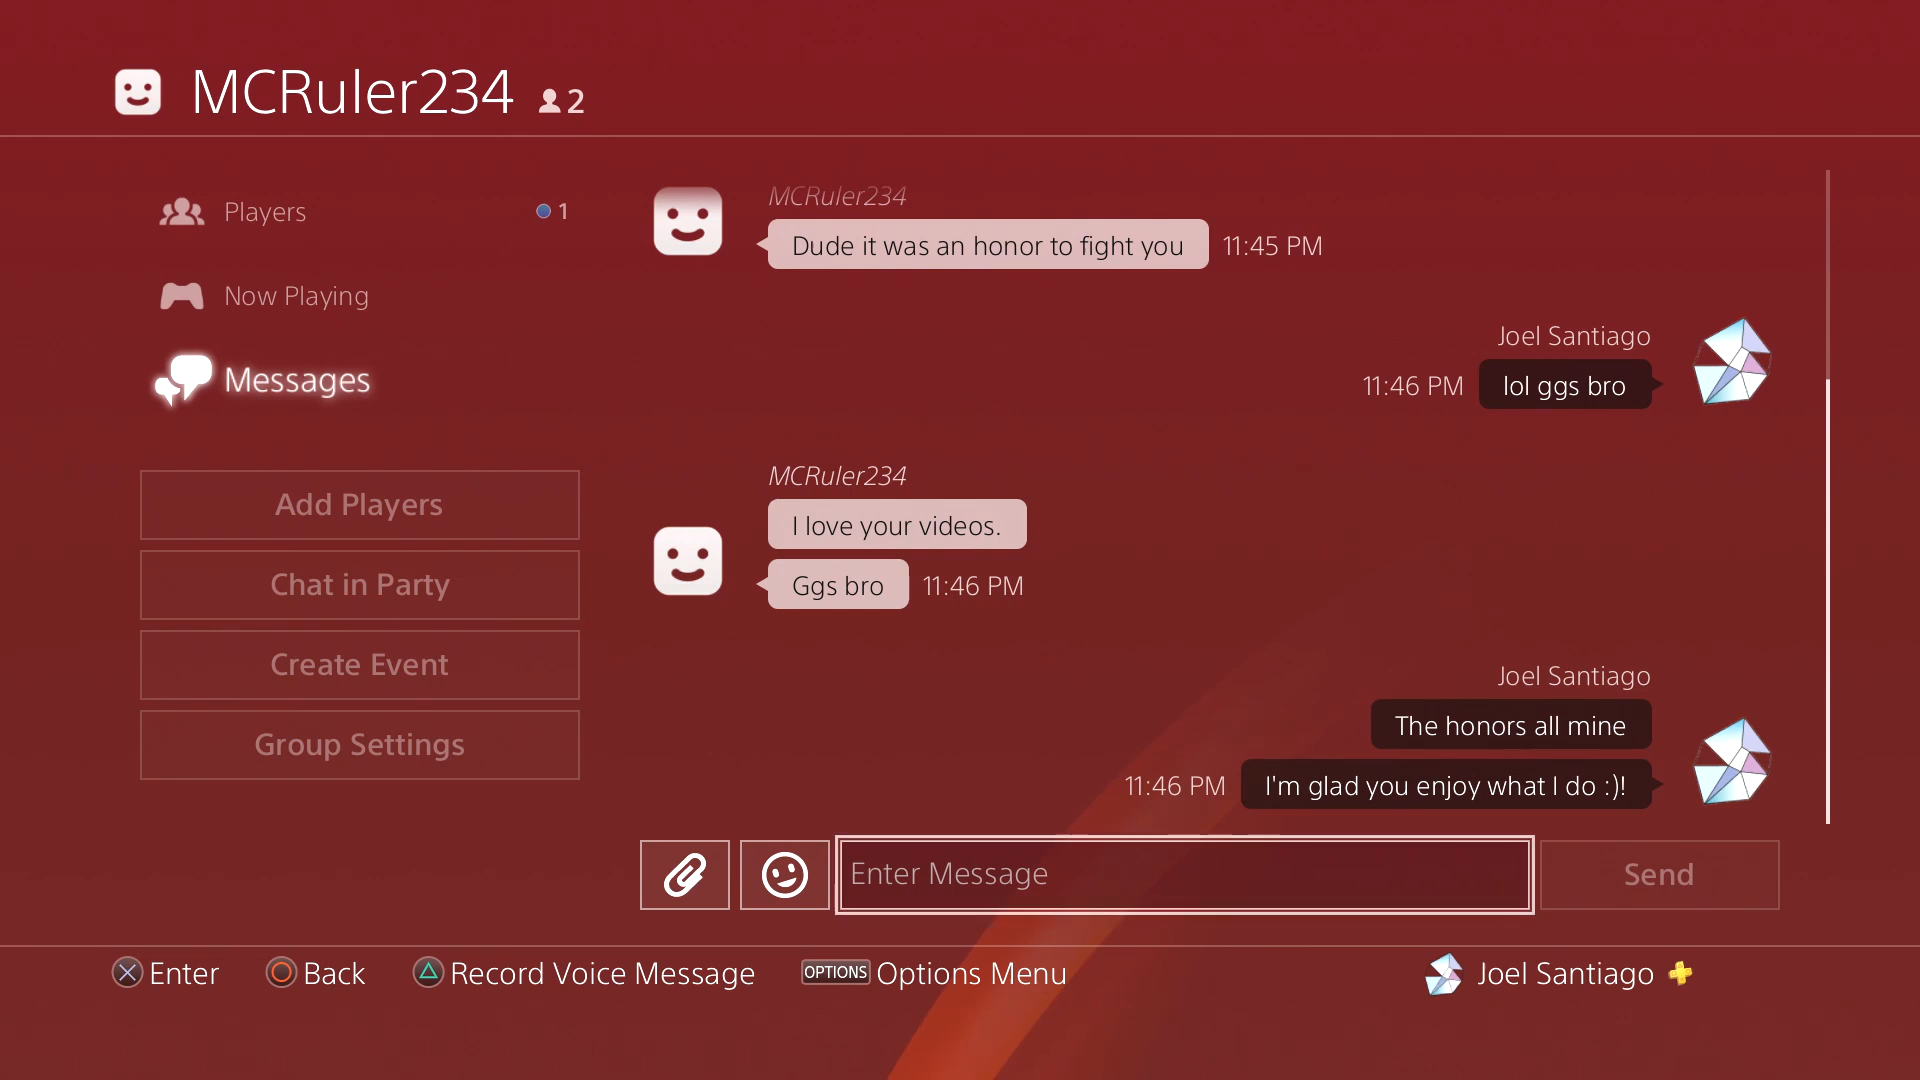 MCRuler234 2
Players 1
Now Playing
Messages
Add Players
Chat in Party
Create Event
Group Settings
MCRuler234
Dude it was an honor to fight you 11:45 PM
Joel Santiago
11:46 PM lol ggs bro
MCRuler234
I love your videos.
Ggs bro 11:46 PM
Joel Santiago
The honors all mine
11:46 PM I'm glad you enjoy what I do :)!
Enter Message Send
Enter Back Record Voice Message OPTIONS Options Menu Joel Santiago